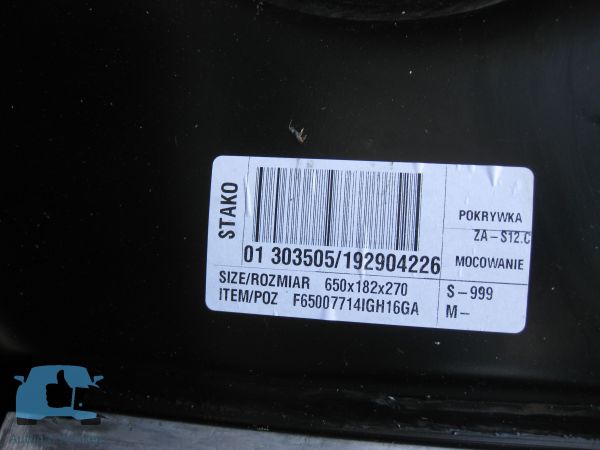 STAKO
01 303505/192904226
SIZE/ROZMIAR 650x182x270
ITEM/POZ F65007714IGH16GA
POKRYWKA
ZA-S12.C
MOCOWANIE
S-999
M-